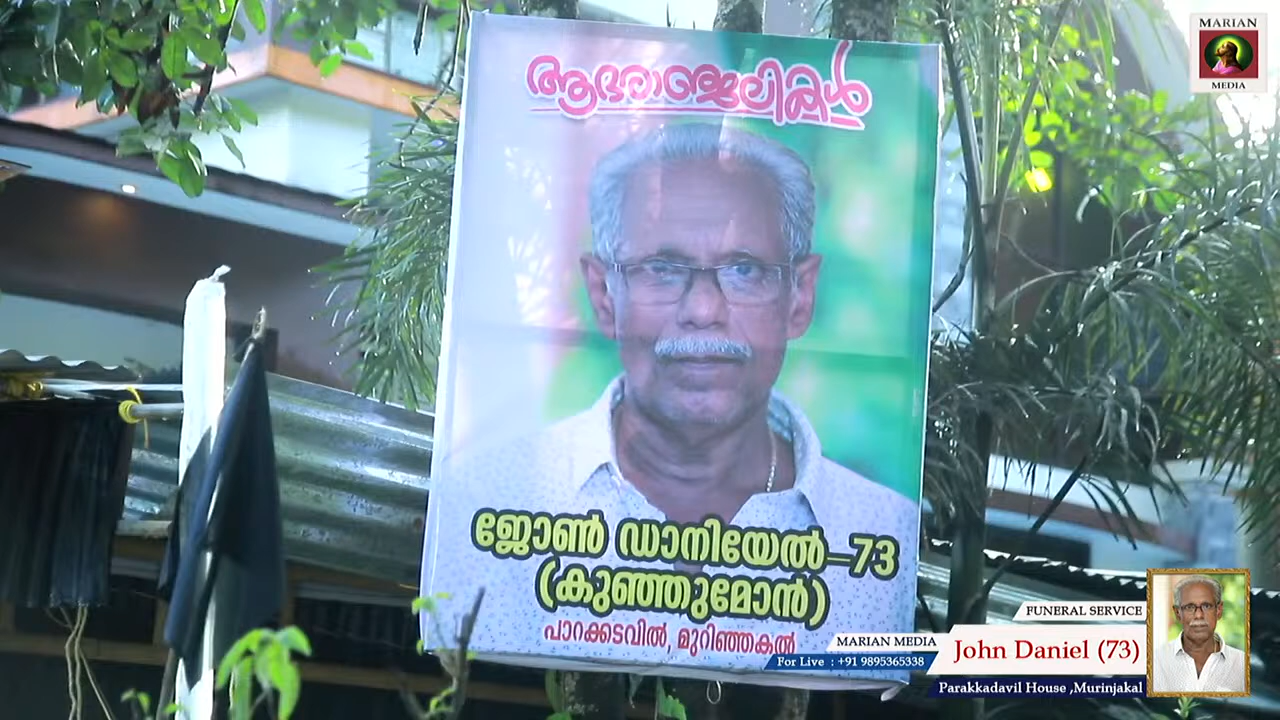 MARIAN
MEDIA
ആദരാഞ്ജലികൾ
ജോൺ ഡാനിയേൽ-73
(കുഞ്ഞുമോൻ)
പാറക്കടവിൽ, മുറിഞ്ഞകൽ
FUNERAL SERVICE
MARIAN MEDIA
John Daniel (73)
For Live : +91 9895365338
Parakkadavil House ,Murinjakal